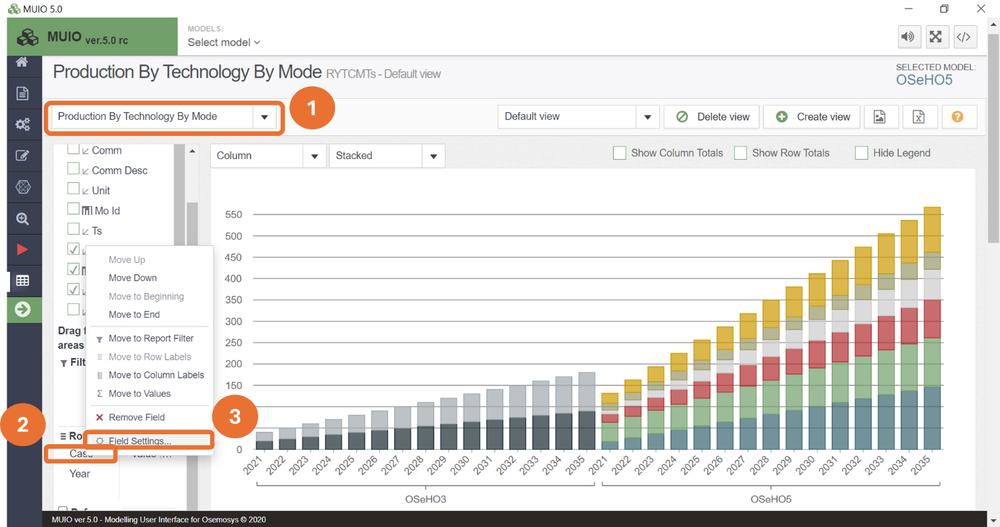 MUIO 5.0
MUIO ver.5.0 rc
MODELS:
Select model
Production By Technology By Mode RYTCMTs - Default view
SELECTED MODEL:
OSeHO5
Production By Technology By Mode
1
Default view
Delete view
Create view
Comm
Comm Desc
Unit
Mo Id
Ts
Column
Stacked
Show Column Totals
Show Row Totals
Hide Legend
Move Up
Move Down
Move to Beginning
Move to End
Move to Report Filter
Move to Row Labels
Move to Column Labels
Move to Values
Remove Field
Field Settings...
Drag f
areas
Filt
2
3
Ro
Case
Value (...
Year
550
500
450
400
350
300
250
200
150
0
2021 2022 2023 2024 2025 2026 2027 2028 2029 2030 2031 2032 2033 2034 2035 2021 2022 2023 2024 2025 2026 2027 2028 2029 2030 2031 2032 2033 2034 2035
OSeHO3
OSeHO5
MUIO ver.5.0 - Modelling User Interface for Osemosys © 2020